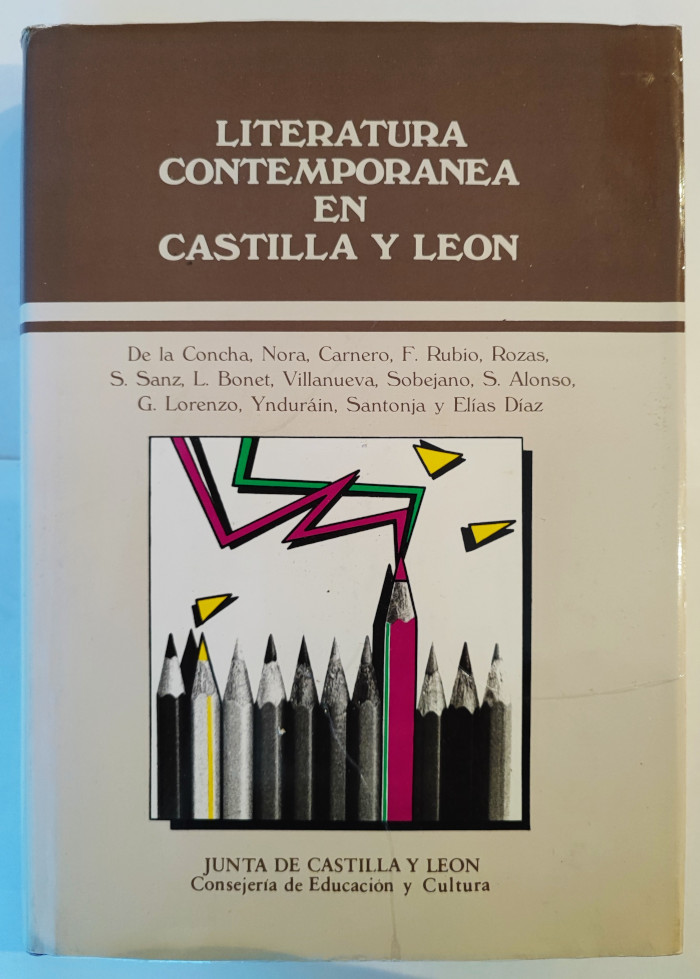 LITERATURA
CONTEMPORANEA
EN
CASTILLA Y LEON
De la Concha, Nora, Carnero, F. Rubio, Rozas,
S. Sanz, L. Bonet, Villanueva, Sobejano, S. Alonso,
G. Lorenzo, Ynduráin, Santonja y Elías Díaz
JUNTA DE CASTILLA Y LEON
Consejería de Educación y Cultura